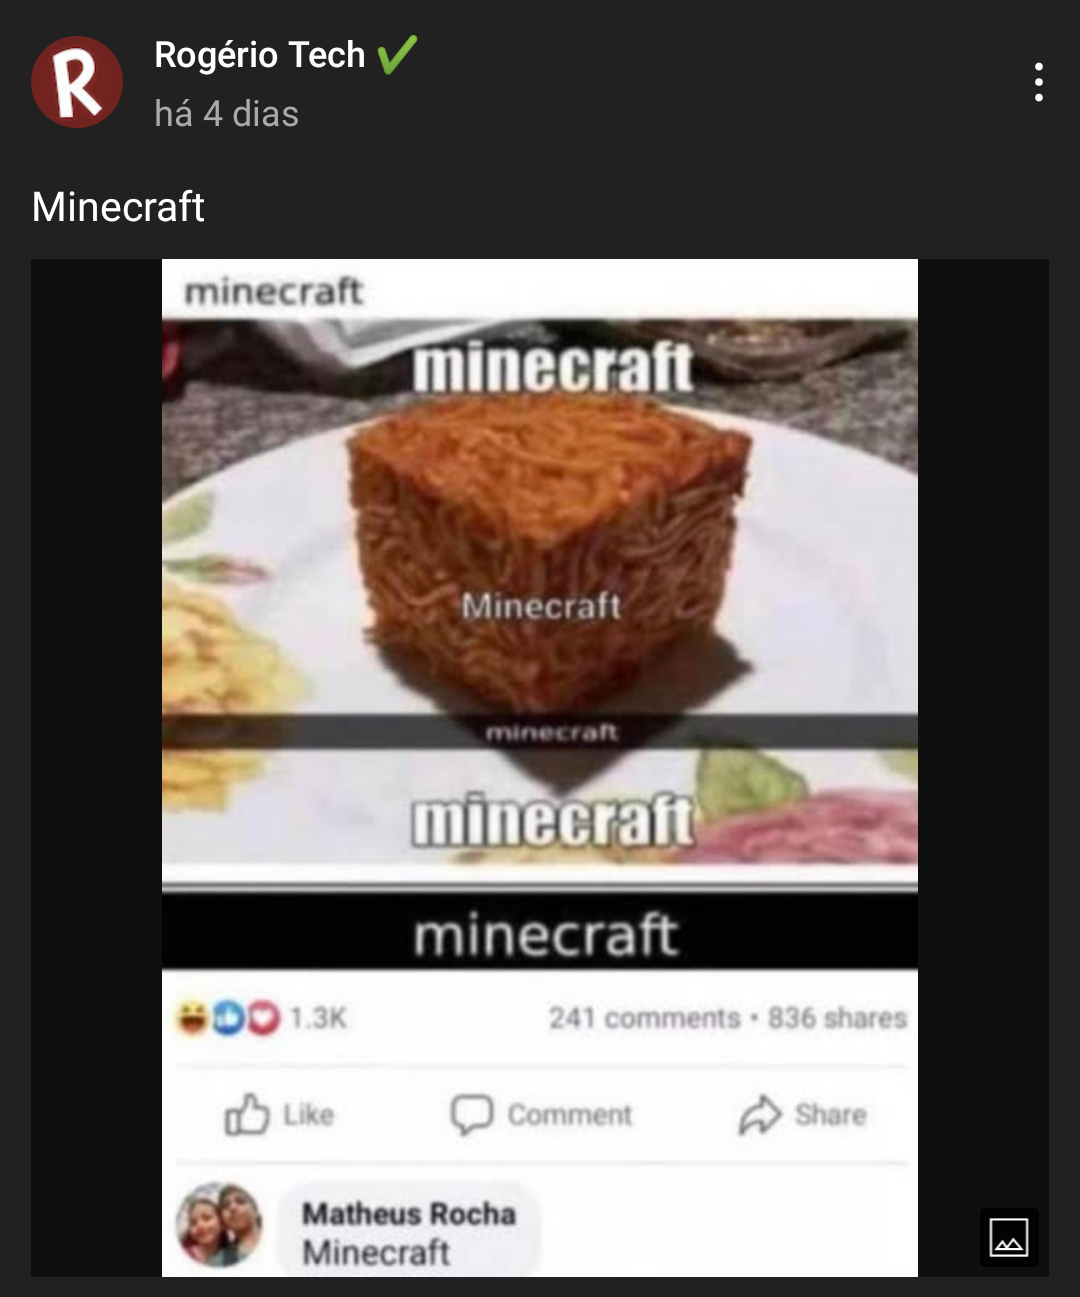 R
Rogério Tech ✔
há 4 dias
Minecraft
minecraft
minecraft
Minecraft
minecraft
minecraft
minecraft
1.3K 241 comments • 836 shares
Like Comment Share
Matheus Rocha
Minecraft